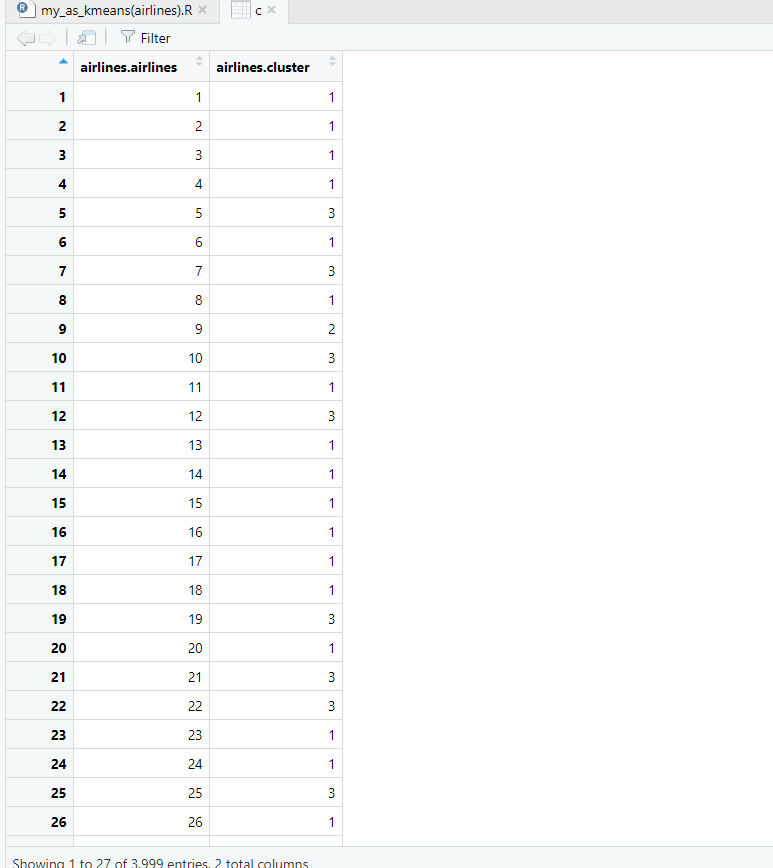 my_as_kmeans(airlines).R c
Filter
airlines.airlines airlines.cluster
1 1 1
2 2 1
3 3 1
4 4 1
5 5 3
6 6 1
7 7 3
8 8 1
9 9 2
10 10 3
11 11 1
12 12 3
13 13 1
14 14 1
15 15 1
16 16 1
17 17 1
18 18 1
19 19 3
20 20 1
21 21 3
22 22 3
23 23 1
24 24 1
25 25 3
26 26 1
Showing 1 to 27 of 3,999 entries, 2 total columns